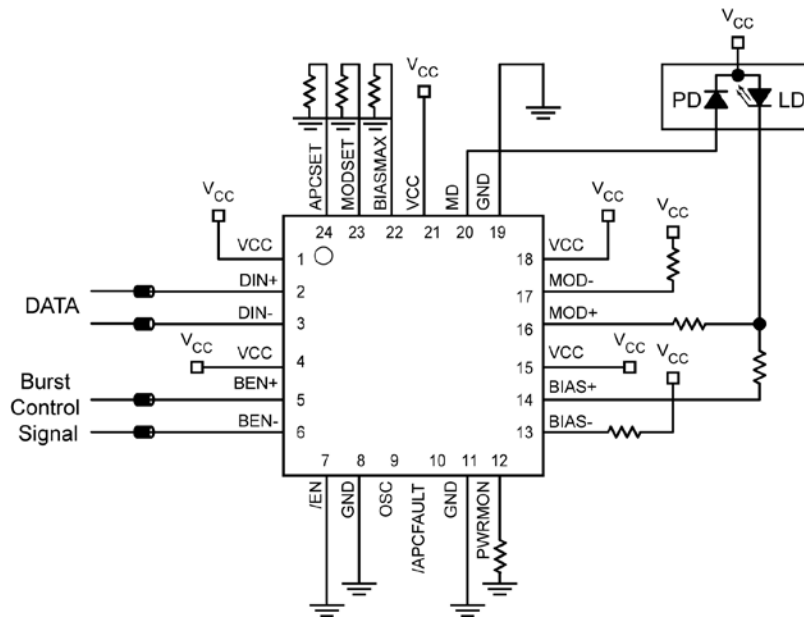 VCC
VCC
PD
LD
APCSET
MODSET
BIASMAX
VCC
MD
GND
24
23
22
21
20
19
VCC
VCC
1
VCC
18
VCC
VCC
DATA
DIN+
2
DIN-
3
17
MOD-
16
MOD+
VCC
VCC
4
15
VCC
VCC
VCC
Burst
Control
Signal
BEN+
5
BEN-
6
14
BIAS+
13
BIAS-
7
8
9
10
11
12
/EN
GND
OSC
/APCFAULT
GND
PWRMON